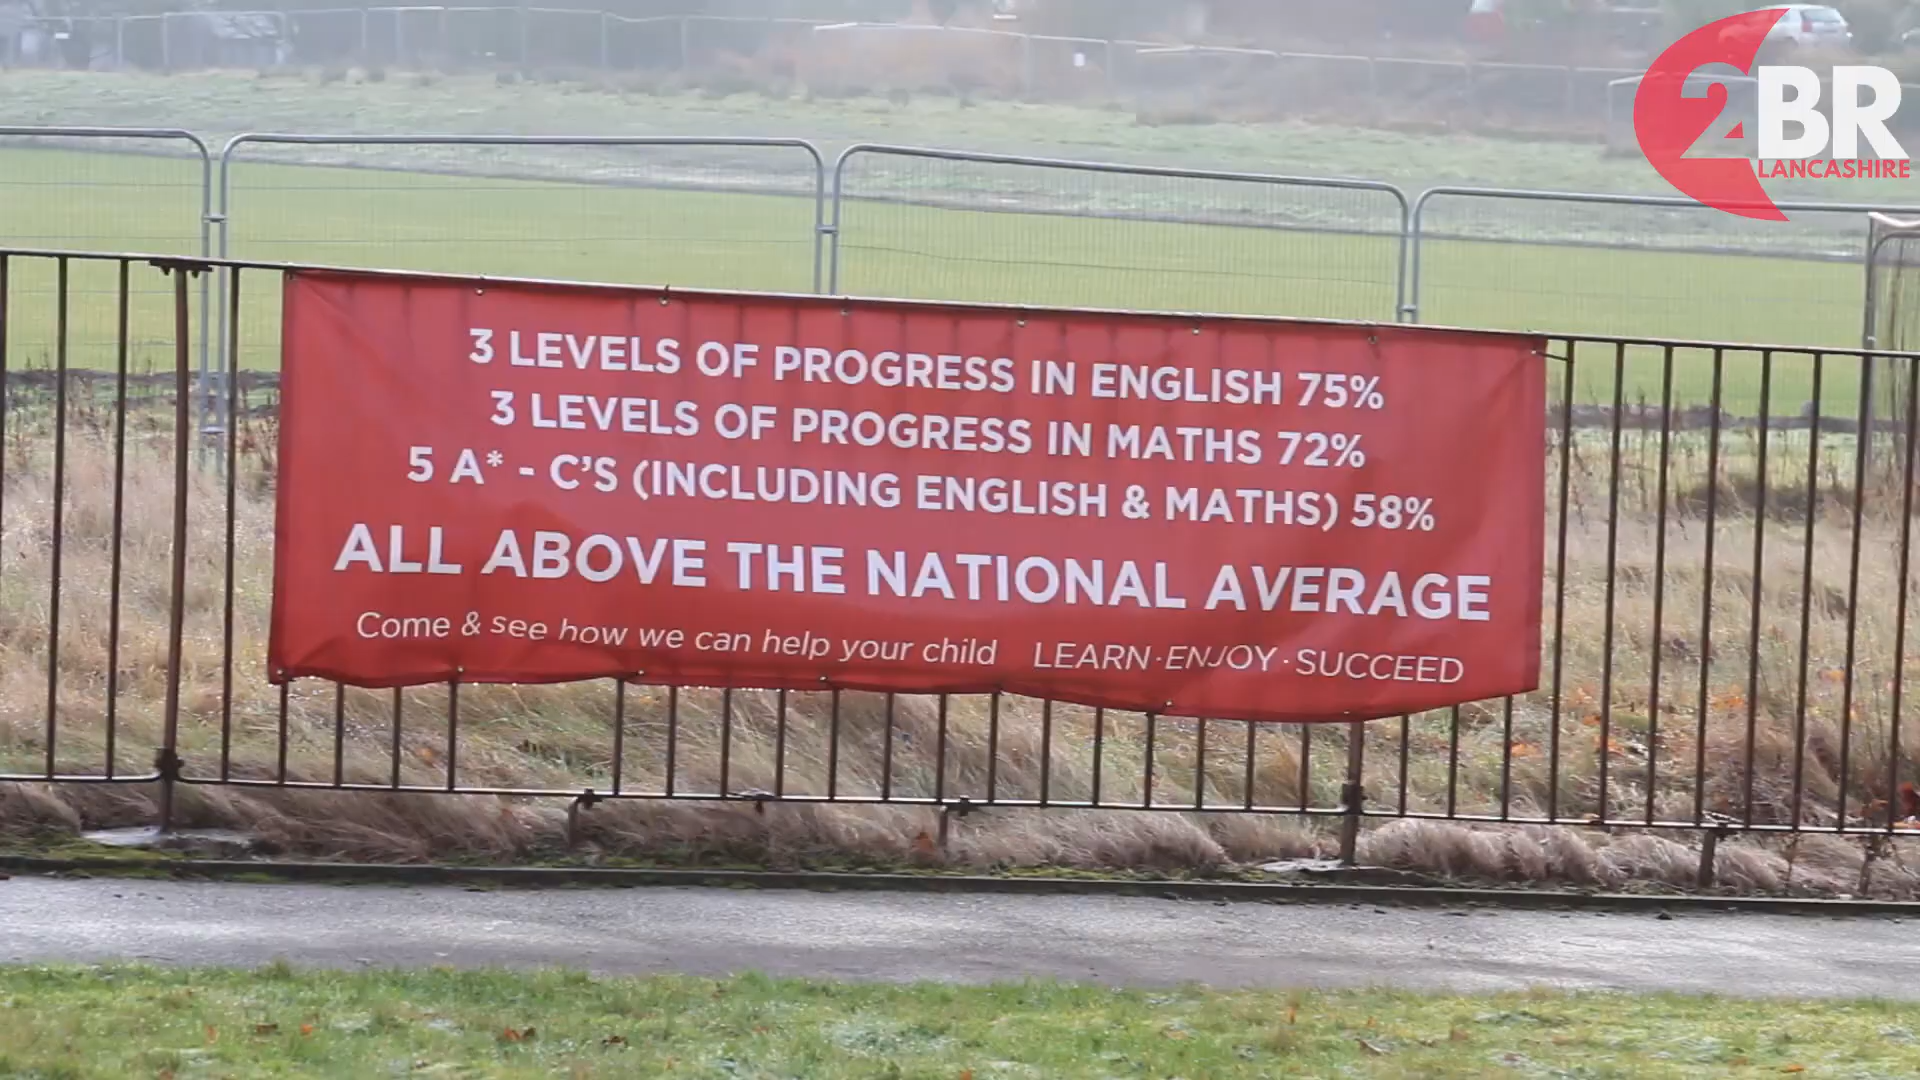 2BR
LANCASHIRE
3 LEVELS OF PROGRESS IN ENGLISH 75%
3 LEVELS OF PROGRESS IN MATHS 72%
5 A* - C'S (INCLUDING ENGLISH & MATHS) 58%
ALL ABOVE THE NATIONAL AVERAGE
Come & see how we can help your child LEARN · ENJOY · SUCCEED